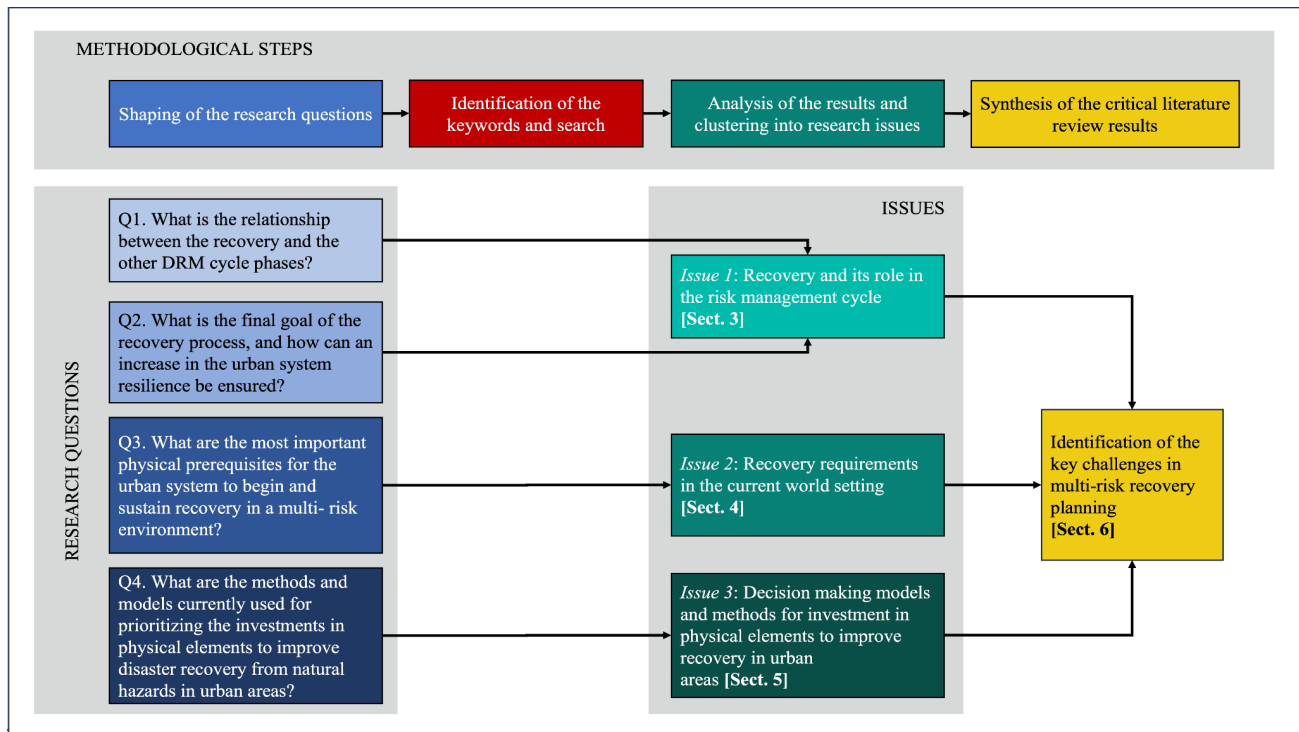 METHODOLOGICAL STEPS
Shaping of the research questions
Identification of the
keywords and search
Analysis of the results and
clustering into research issues
Synthesis of the critical literature
review results
RESEARCH QUESTIONS
Q1. What is the relationship
between the recovery and the
other DRM cycle phases?
Q2. What is the final goal of the
recovery process, and how can an
increase in the urban system
resilience be ensured?
Q3. What are the most important
physical prerequisites for the
urban system to begin and
sustain recovery in a multi- risk
environment?
Q4. What are the methods and
models currently used for
prioritizing the investments in
physical elements to improve
disaster recovery from natural
hazards in urban areas?
ISSUES
Issue 1: Recovery and its role in
the risk management cycle
[Sect. 3]
Issue 2: Recovery requirements
in the current world setting
[Sect. 4]
Issue 3: Decision making models
and methods for investment in
physical elements to improve
recovery in urban
areas [Sect. 5]
Identification of the
key challenges in
multi-risk recovery
planning
[Sect. 6]